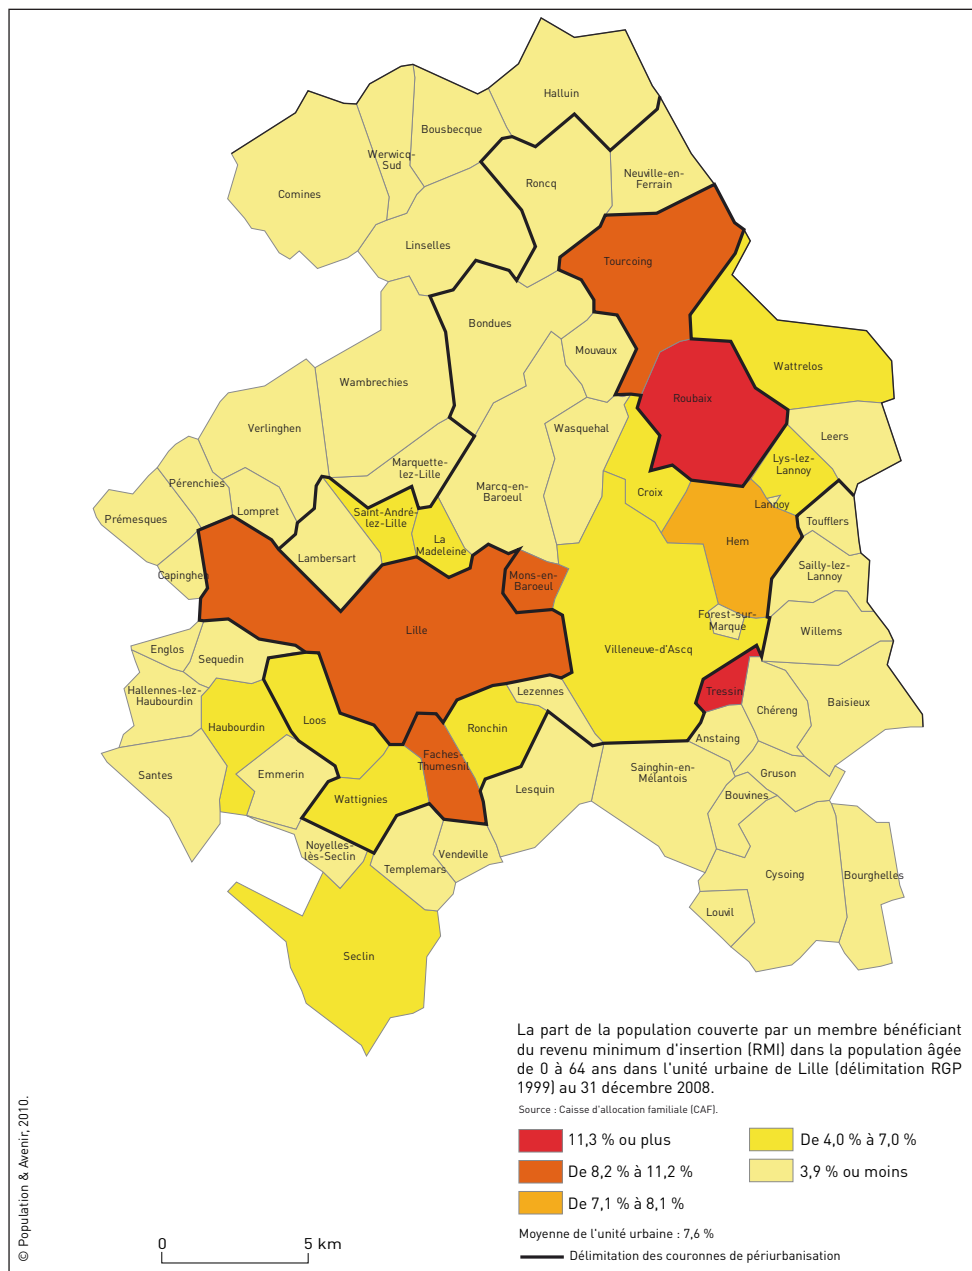 Halluin
Bousbecque
Werwicq-
Sud
Comines
Roncq
Neuville-en-
Ferrain
Linselles
Tourcoing
Bondues
Mouvaux
Wattrelos
Wambrechies
Roubaix
Verlinghen
Wasquehal
Leers
Marquette-
lez-Lille
Lys-lez-
Lannoy
Pérenchies
Marcq-en-
Baroeul
Croix
Lannoy
Prémesques
Lompret
Saint-André-
lez-Lille
La
Madeleine
Toufflers
Hem
Lambersart
Capinghem
Mons-en-
Baroeul
Sailly-lez-
Lannoy
Forest-sur-
Marque
Lille
Willems
Englos
Sequedin
Villeneuve-d'Ascq
Hallennes-lez-
Haubourdin
Lezennes
Tressin
Baisieux
Chéreng
Haubourdin
Loos
Ronchin
Anstaing
Faches-
Thumesnil
Santes
Emmerin
Sainghin-en-
Mélantois
Gruson
Lesquin
Wattignies
Bouvines
Noyelles-
lès-Seclin
Vendeville
Templemars
Cysoing
Bourghelles
Louvil
Seclin
La part de la population couverte par un membre bénéficiant
du revenu minimum d'insertion (RMI) dans la population âgée
de 0 à 64 ans dans l'unité urbaine de Lille (délimitation RGP
1999) au 31 décembre 2008.
Source : Caisse d'allocation familiale (CAF).
11,3 % ou plus
De 8,2 % à 11,2 %
De 7,1 % à 8,1 %
De 4,0 % à 7,0 %
3,9 % ou moins
Moyenne de l'unité urbaine : 7,6 %
Délimitation des couronnes de périurbanisation
0 5 km
© Population & Avenir, 2010.